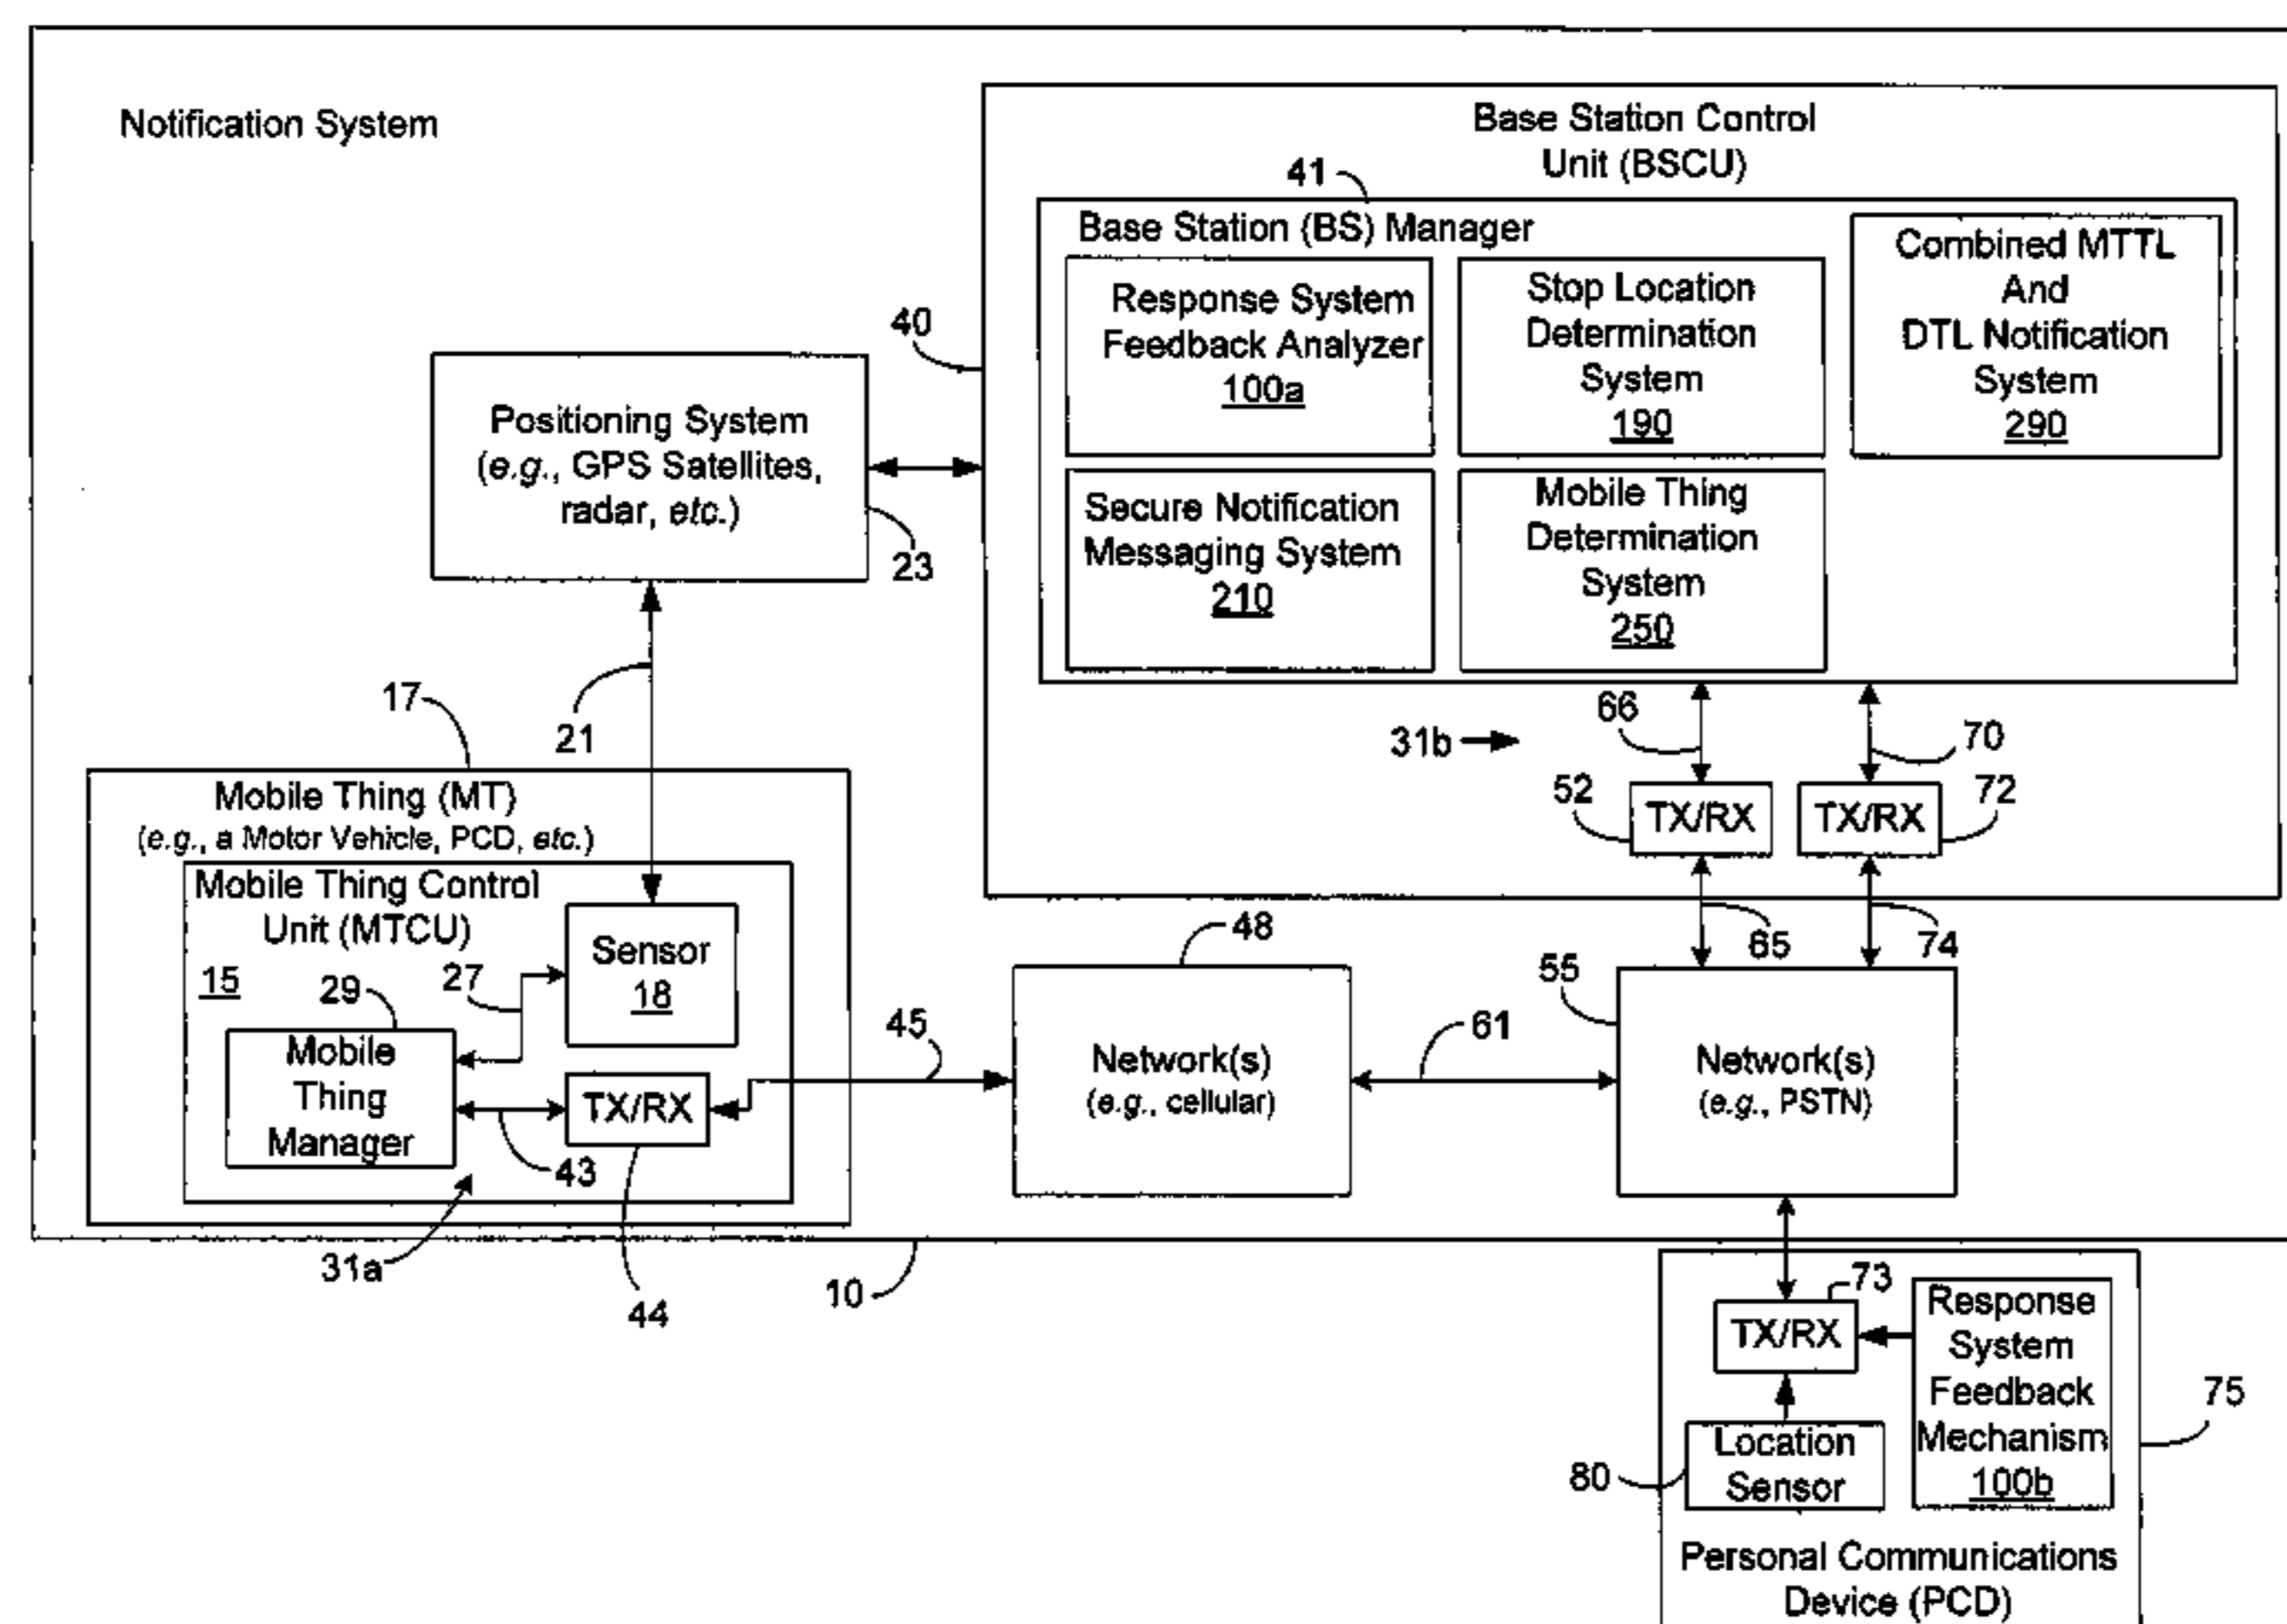 Notification System
Base Station Control
Unit (BSCU)
41
Base Station (BS) Manager
Response System
Feedback Analyzer
100a
Stop Location
Determination
System
190
Combined MTTL
And
DTL Notification
System
290
Secure Notification
Messaging System
210
Mobile Thing
Determination
System
250
40
Positioning System
(e.g., GPS Satellites,
radar, etc.)
23
21
17
66
31b
70
52
TX/RX
TX/RX
72
65
74
Mobile Thing (MT)
(e.g., a Motor Vehicle, PCD, etc.)
Mobile Thing Control
Unit (MTCU)
15
Sensor
18
27
29
Mobile
Thing
Manager
TX/RX
43
31a
44
45
48
Network(s)
(e.g., cellular)
61
55
Network(s)
(e.g., PSTN)
10
73
TX/RX
Response
System
Feedback
Mechanism
100b
75
80
Location
Sensor
Personal Communications
Device (PCD)